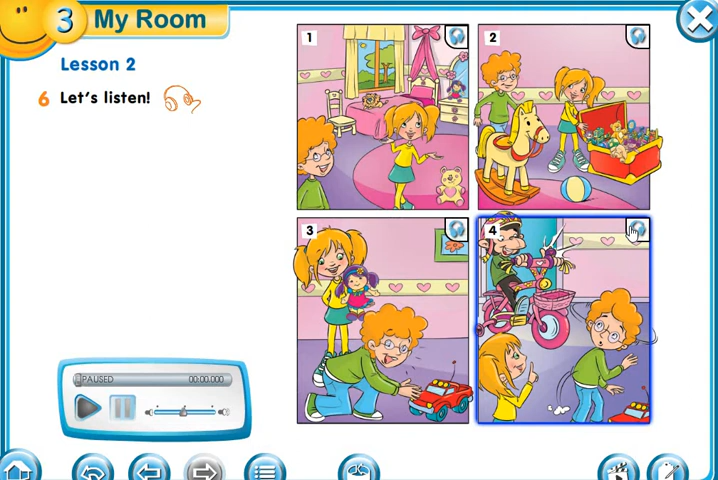 3 My Room
Lesson 2
6 Let's listen!
1
2
3
4
PAUSED 00:00.000